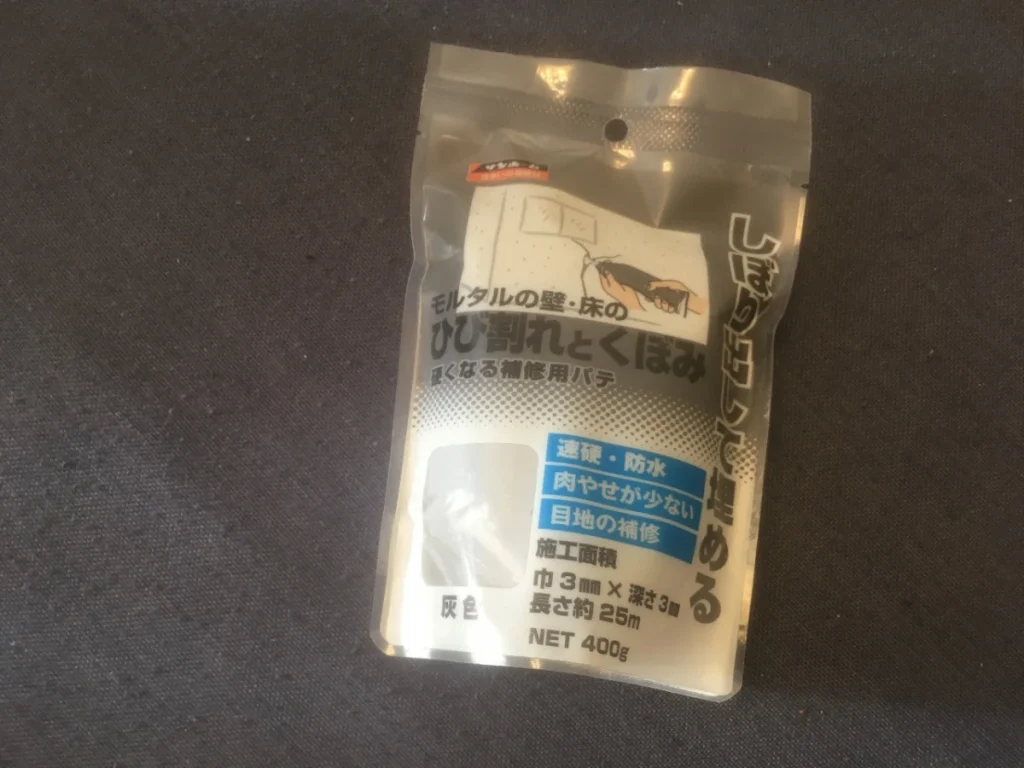 モルタルの壁・床の
ひび割れとくぼみ
硬くなる補修用パテ
しぼり出して埋める
速硬・防水
肉やせが少ない
目地の補修
施工面積
巾3mm×深さ3mm
長さ約25m
灰色
NET 400g